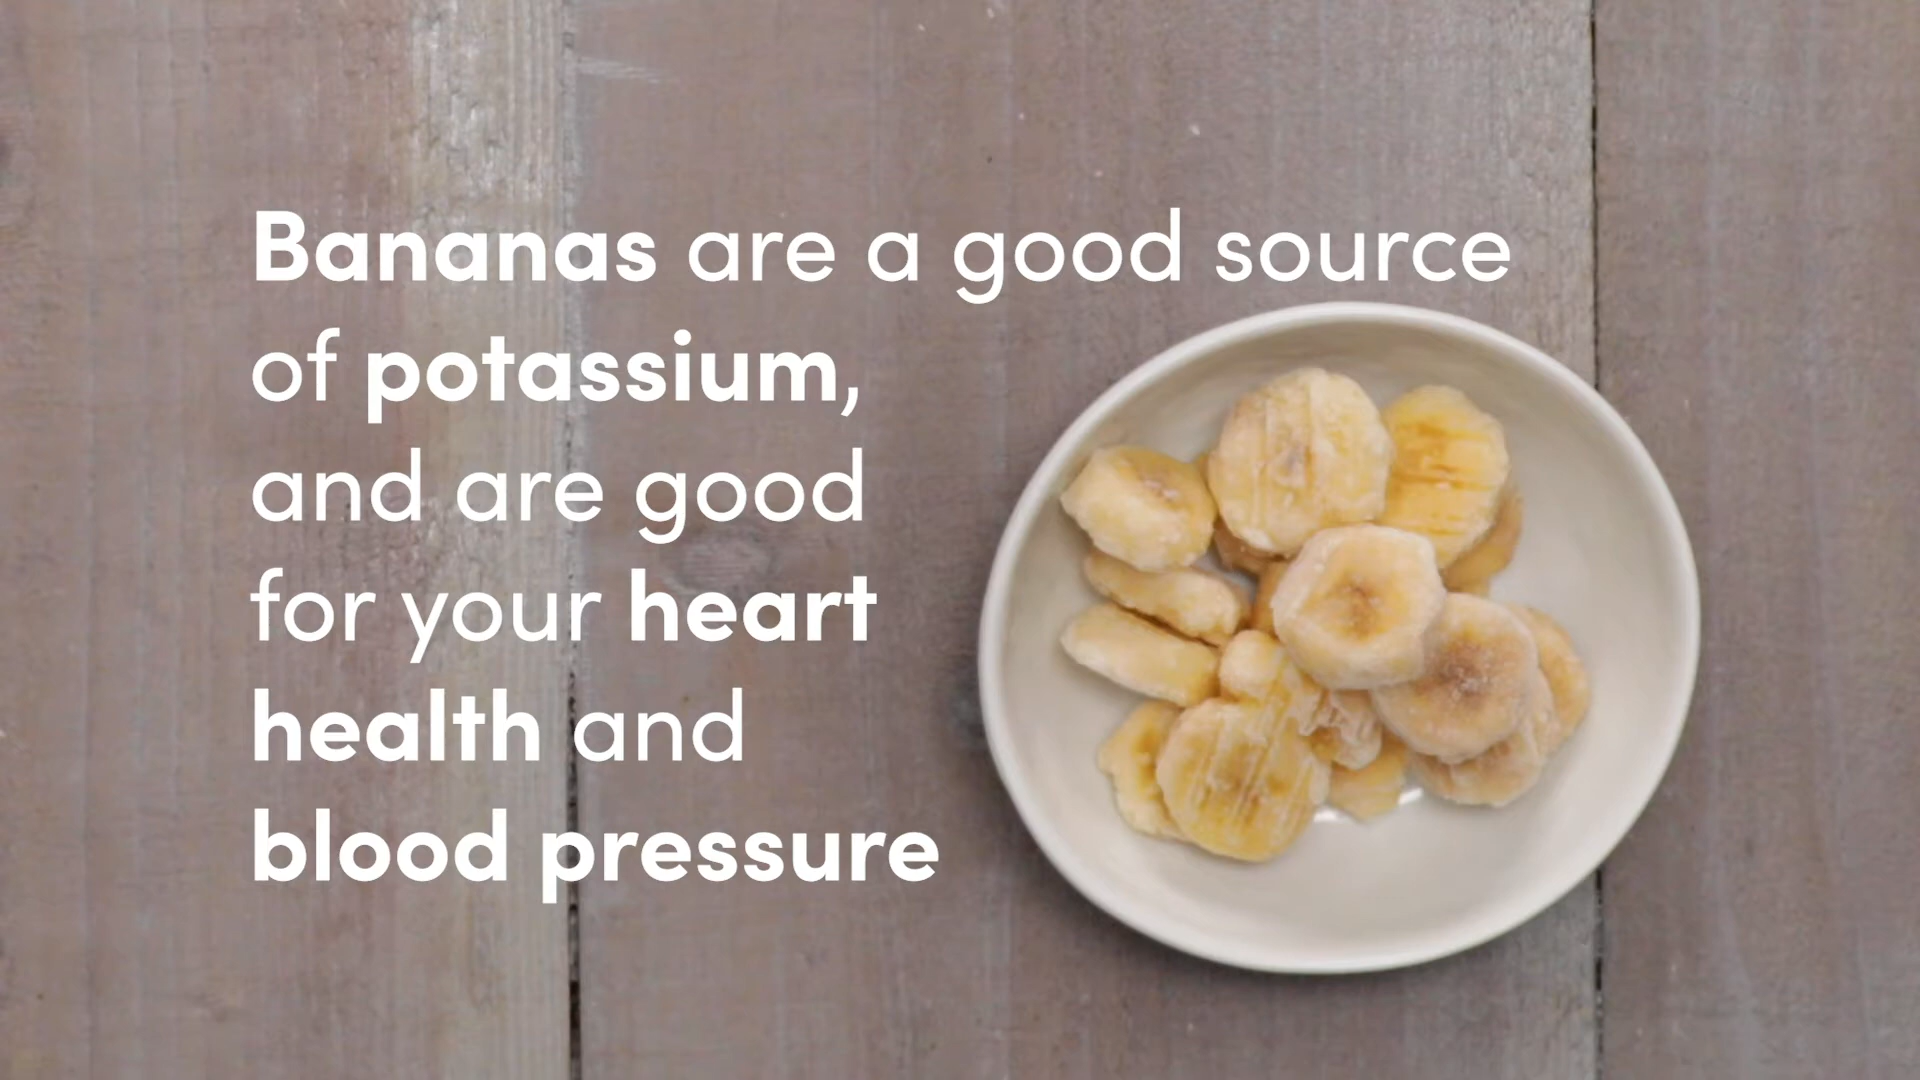 Bananas are a good source
of potassium,
and are good
for your heart
health and
blood pressure